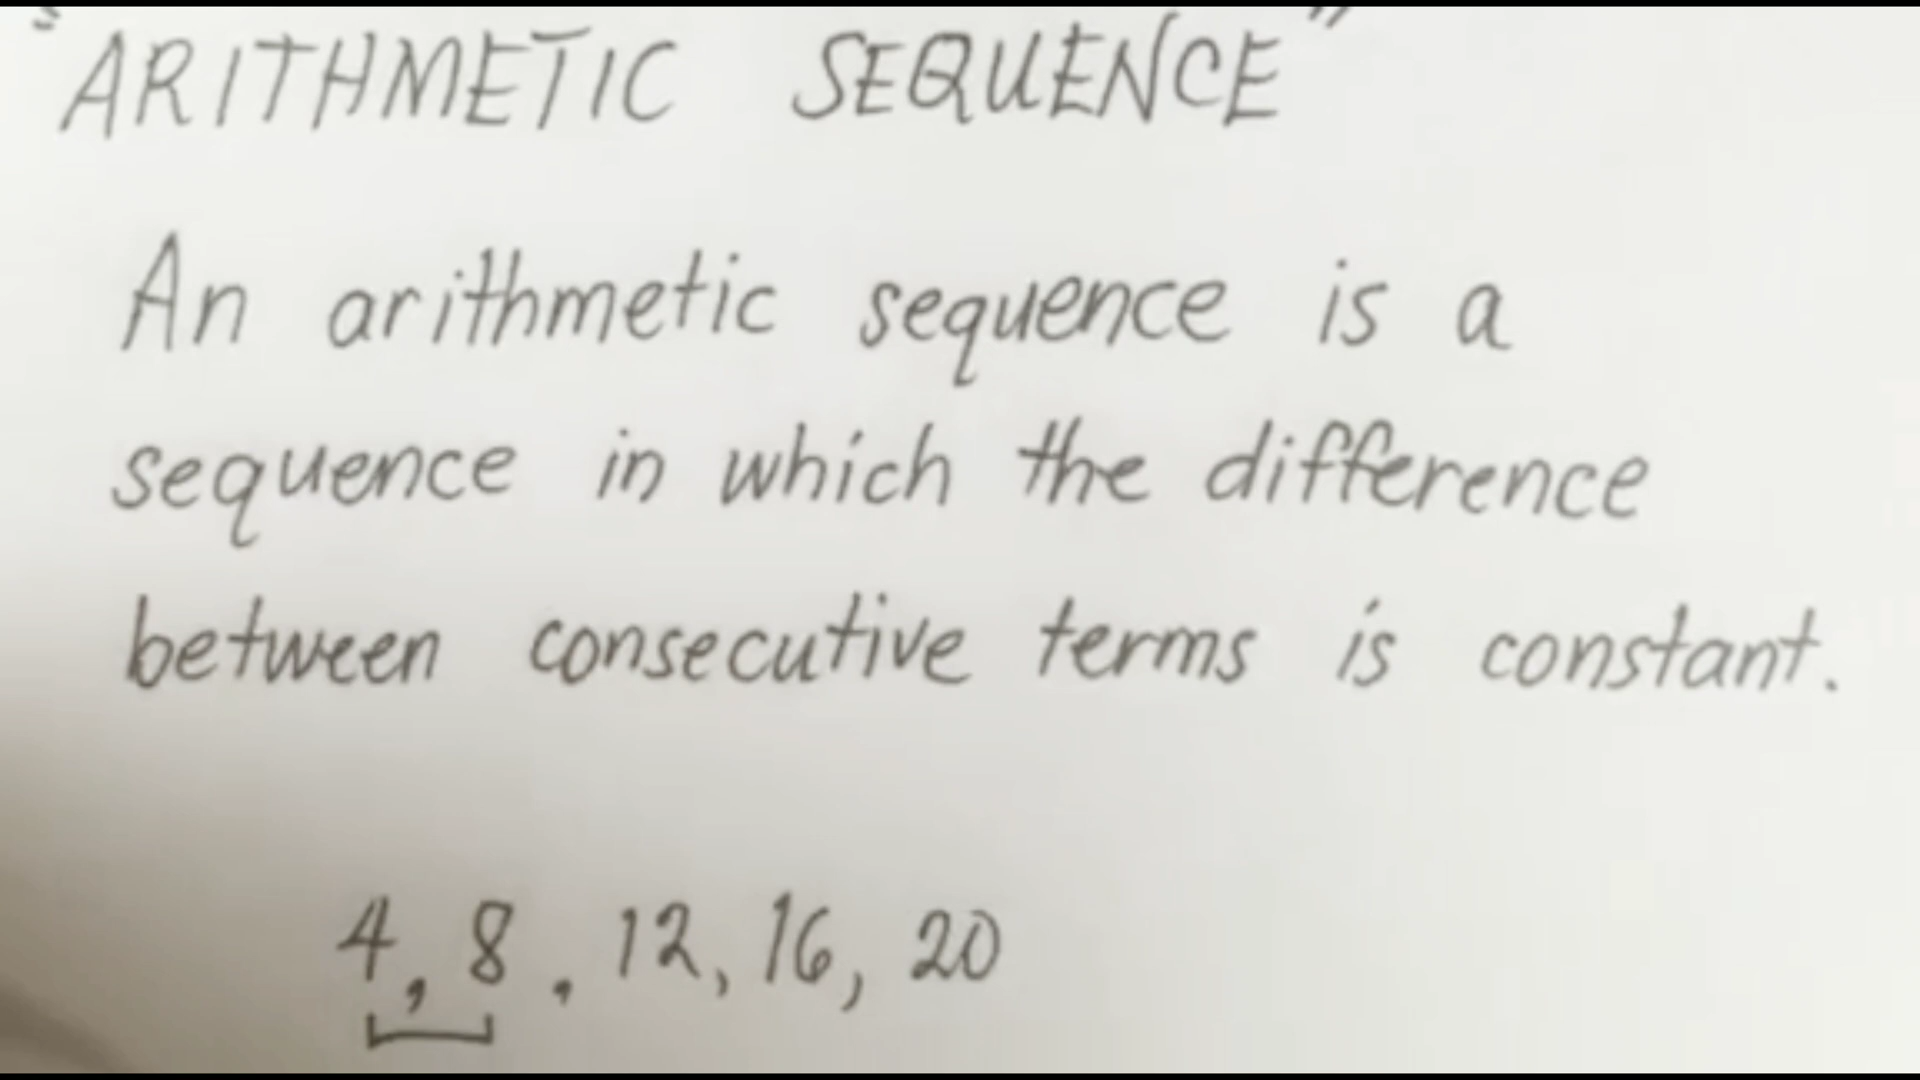 "ARITHMETIC SEQUENCE"
An arithmetic sequence is a
sequence in which the difference
between consecutive terms is constant.
4, 8, 12, 16, 20